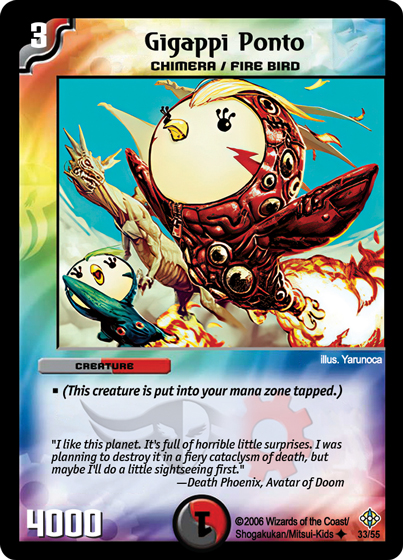 3
Gigappi Ponto
CHIMERA / FIRE BIRD
illus. Yarunoca
CREATURE
▪ (This creature is put into your mana zone tapped.)
"I like this planet. It's full of horrible little surprises. I was
planning to destroy it in a fiery cataclysm of death, but
maybe I'll do a little sightseeing first."
—Death Phoenix, Avatar of Doom
4000
1
©2006 Wizards of the Coast/
Shogakukan/Mitsui-Kids ✦ 33/55